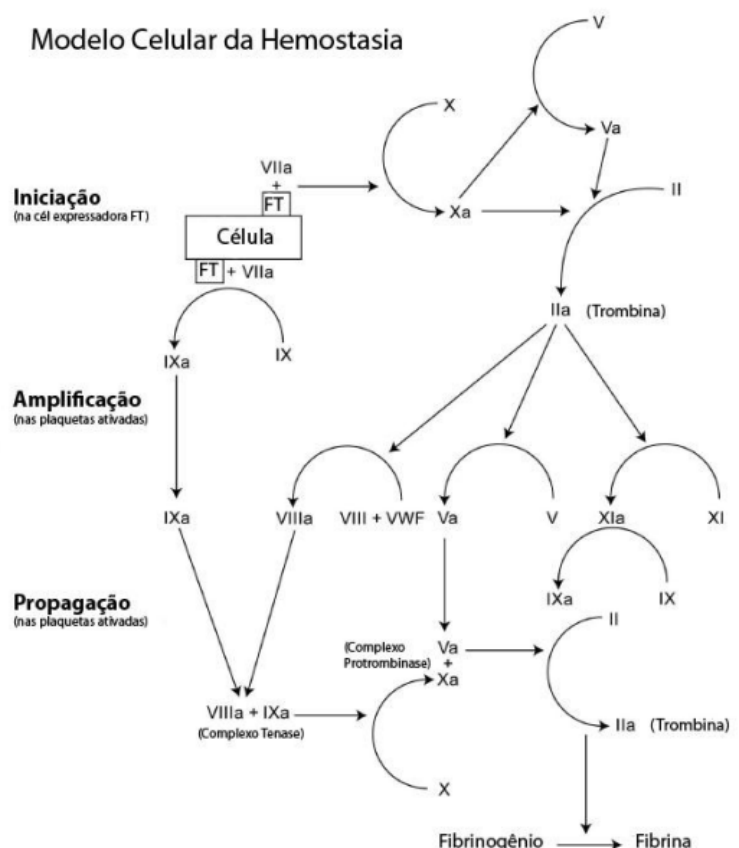 Modelo Celular da Hemostasia
V
X
Va
VIIa
+
FT
Iniciação
(na cél expressadora FT)
Xa
II
Célula
FT + VIIa
IIa (Trombina)
IXa
IX
Amplificação
(nas plaquetas ativadas)
IXa
VIIIa
VIII + VWF
Va
V
XIa
XI
IXa
IX
Propagação
(nas plaquetas ativadas)
II
(Complexo
Protrombinase)
Va
+
Xa
VIIIa + IXa
(Complexo Tenase)
IIa (Trombina)
X
Fibrinogênio
Fibrina